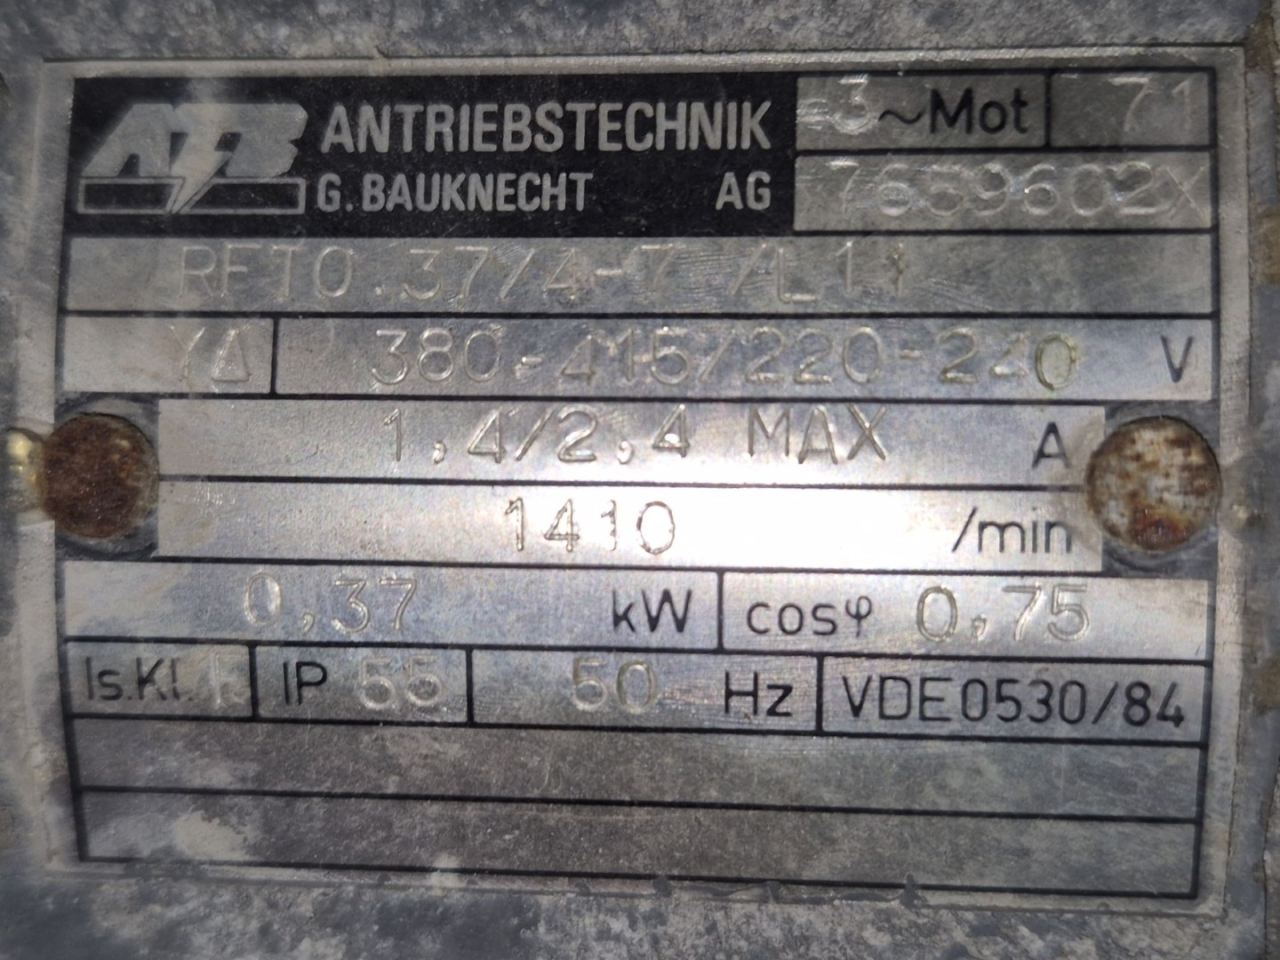 ATB ANTRIEBSTECHNIK 3~Mot 71
G. BAUKNECHT AG 7659602X
RFT0.37/4-7 /L11
YΔ 380-415/220-240 V
1,4/2,4 MAX A
1410 /min
0,37 kW cosφ 0,75
Is.Kl. F IP 55 50 Hz VDE0530/84